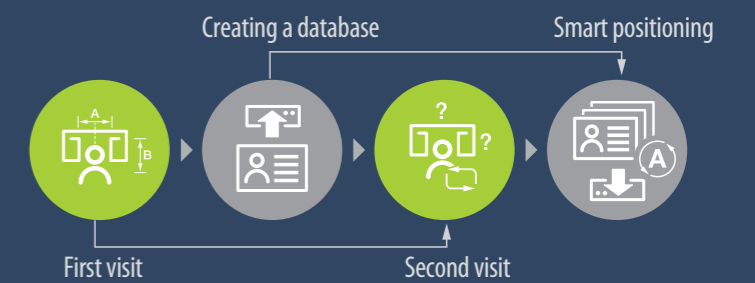 Creating a database
Smart positioning
A
B
?
?
A
First visit
Second visit